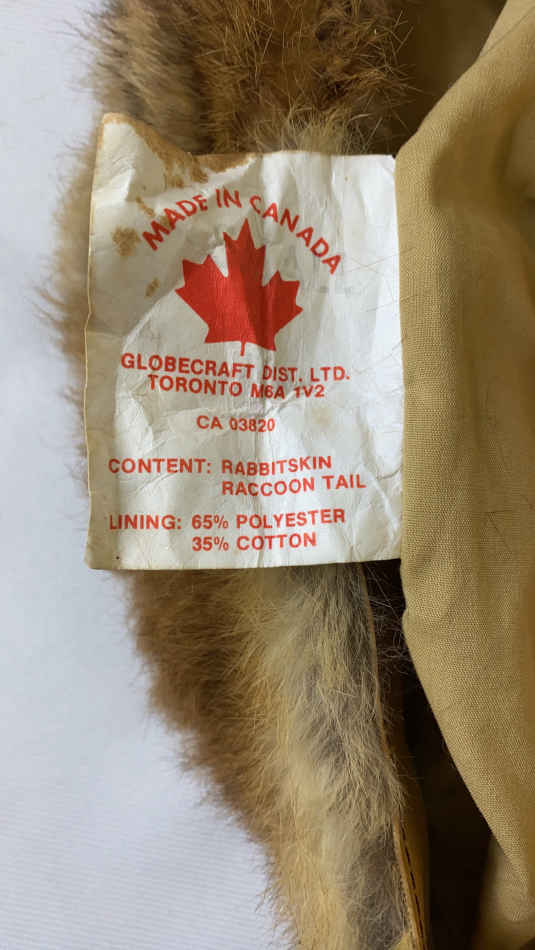 MADE IN CANADA
GLOBECRAFT DIST. LTD.
TORONTO M6A 1V2
CA 03820
CONTENT: RABBITSKIN
RACCOON TAIL
LINING: 65% POLYESTER
35% COTTON